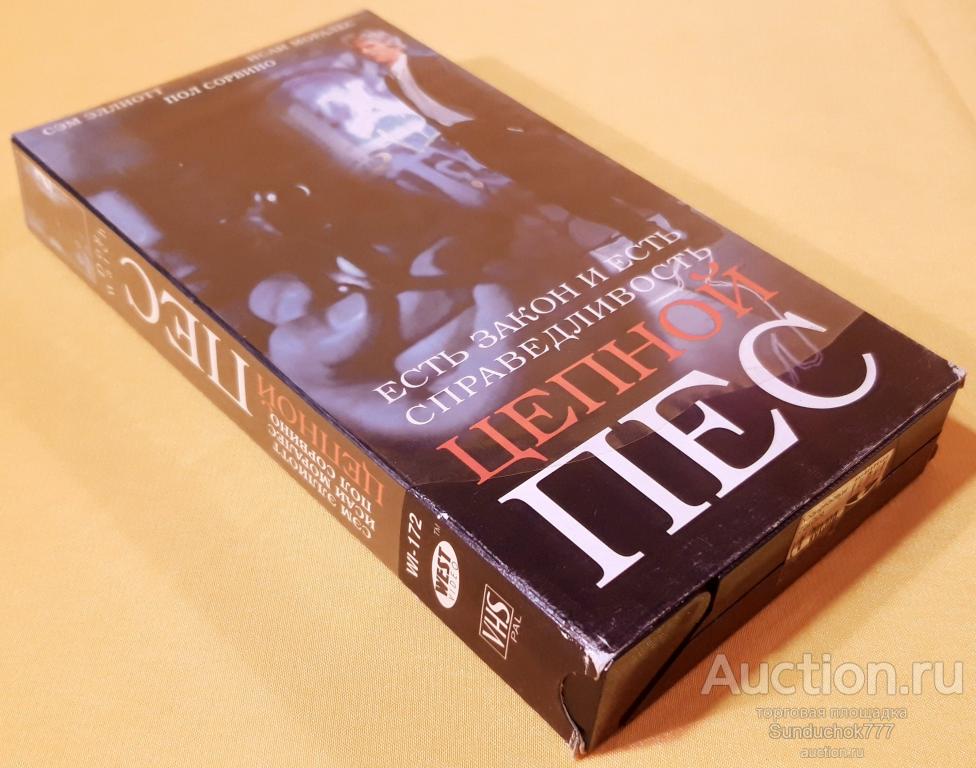 СЭМ ЭЛЛИОТТ
ПОЛ СОРВИНО
ИСАИ МОРАЛЕС
ЕСТЬ ЗАКОН И ЕСТЬ
СПРАВЕДЛИВОСТЬ
ЦЕПНОЙ
ПЕС
ЦЕПНОЙ
ПЕС
СЭМ ЭЛЛИОТТ
ИСАИ МОРАЛЕС
ПОЛ СОРВИНО
WI-172
WEST
VIDEO
TM
VHS
PAL
Auction.ru
торговая площадка
Sunduchok777
auction.ru